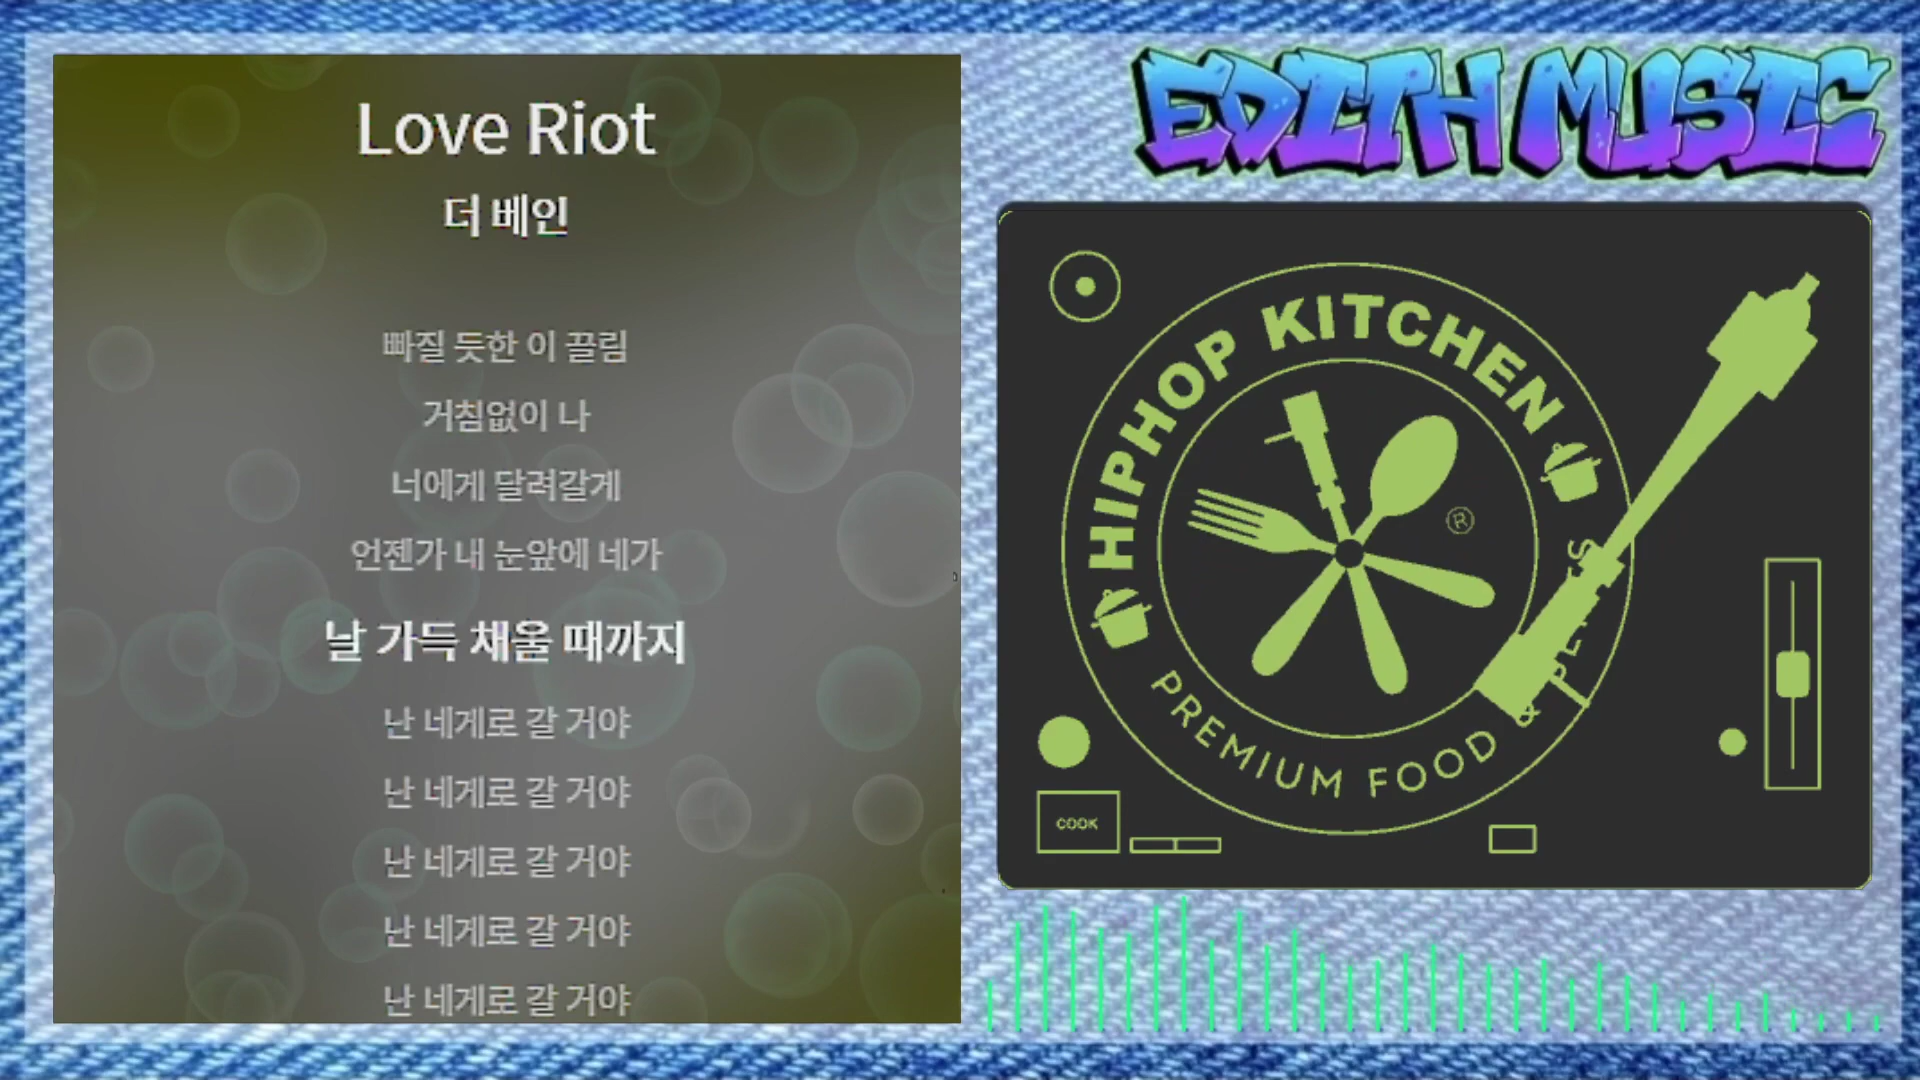 Love Riot
더 베인
빠질 듯한 이 끌림
거침없이 나
너에게 달려갈게
언젠가 내 눈앞에 네가
날 가득 채울 때까지
난 네게로 갈 거야
난 네게로 갈 거야
난 네게로 갈 거야
난 네게로 갈 거야
난 네게로 갈 거야
EDITH MUSIC
HIPHOP KITCHEN
®
PREMIUM FOOD &
COOK